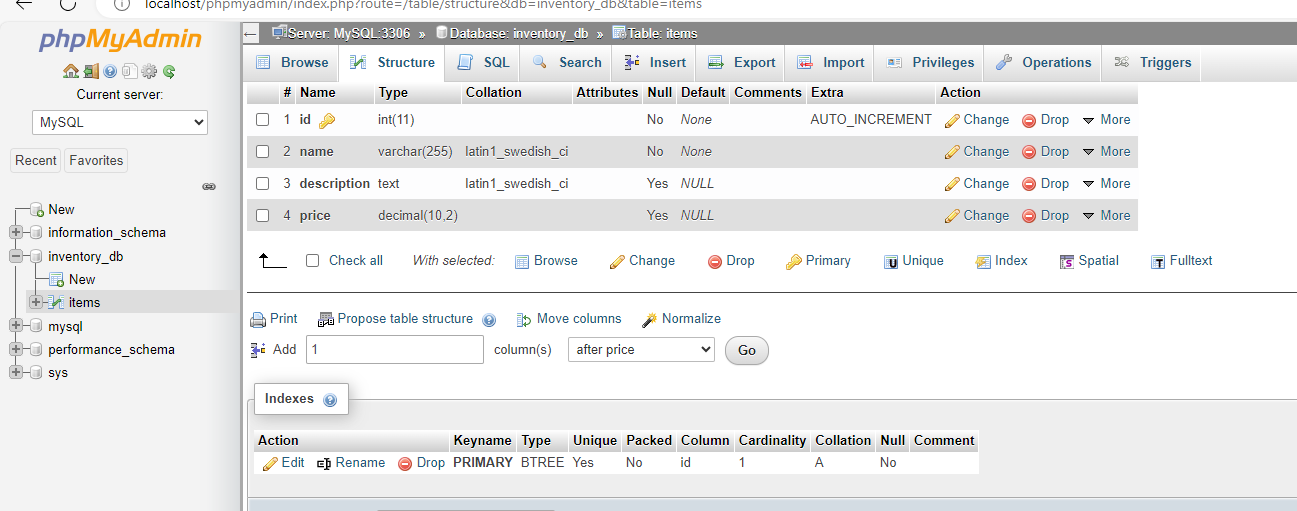 localhost/phpmyadmin/index.php?route=/table/structure&db=inventory_db&table=items
phpMyAdmin
Current server:
MySQL
Recent Favorites
New
information_schema
inventory_db
New
items
mysql
performance_schema
sys
Server: MySQL:3306 » Database: inventory_db » Table: items
Browse Structure SQL Search Insert Export Import Privileges Operations Triggers
# Name Type Collation Attributes Null Default Comments Extra Action
1 id int(11) No None AUTO_INCREMENT Change Drop More
2 name varchar(255) latin1_swedish_ci No None Change Drop More
3 description text latin1_swedish_ci Yes NULL Change Drop More
4 price decimal(10,2) Yes NULL Change Drop More
Check all With selected: Browse Change Drop Primary Unique Index Spatial Fulltext
Print Propose table structure Move columns Normalize
Add 1 column(s) after price Go
Indexes
Action Keyname Type Unique Packed Column Cardinality Collation Null Comment
Edit Rename Drop PRIMARY BTREE Yes No id 1 A No